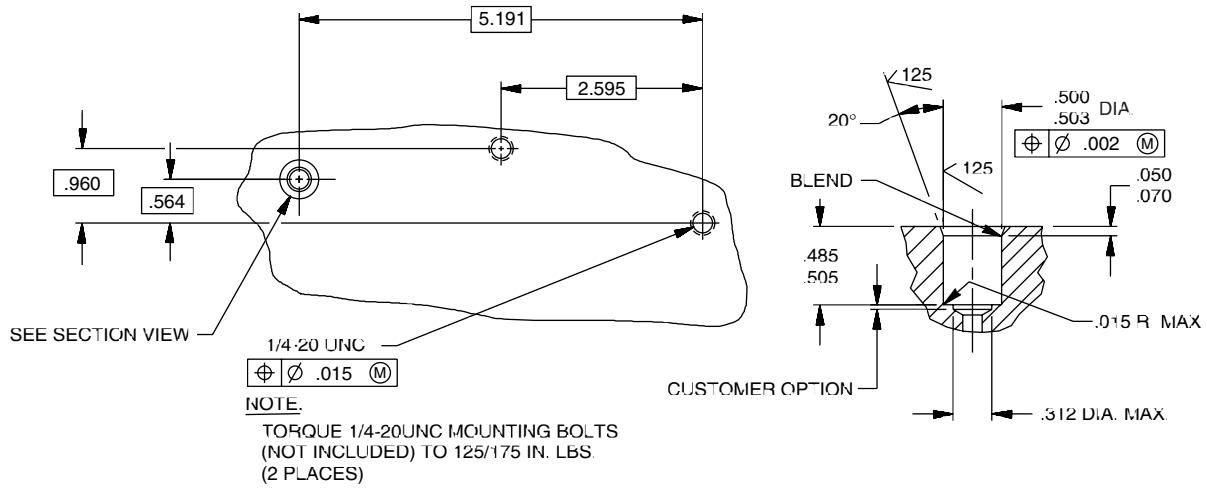 5.191
2.595
.960
.564
SEE SECTION VIEW
1/4-20 UNC
⌖ Ø .015 Ⓜ
NOTE.
TORQUE 1/4-20UNC MOUNTING BOLTS
(NOT INCLUDED) TO 125/175 IN. LBS.
(2 PLACES)
125
20°
.500
.503 DIA.
⌖ Ø .002 Ⓜ
125
BLEND
.050
.070
.485
.505
.015 R MAX
CUSTOMER OPTION
.312 DIA. MAX.